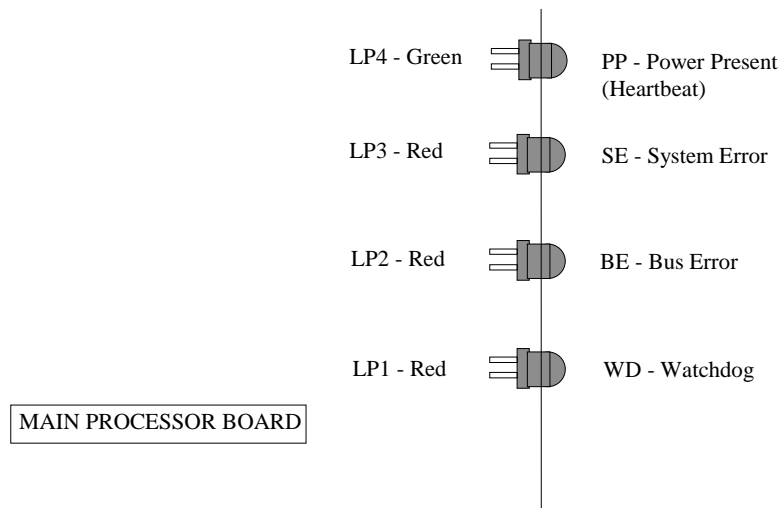 LP4 - Green
PP - Power Present
(Heartbeat)
LP3 - Red
SE - System Error
LP2 - Red
BE - Bus Error
LP1 - Red
WD - Watchdog
MAIN PROCESSOR BOARD